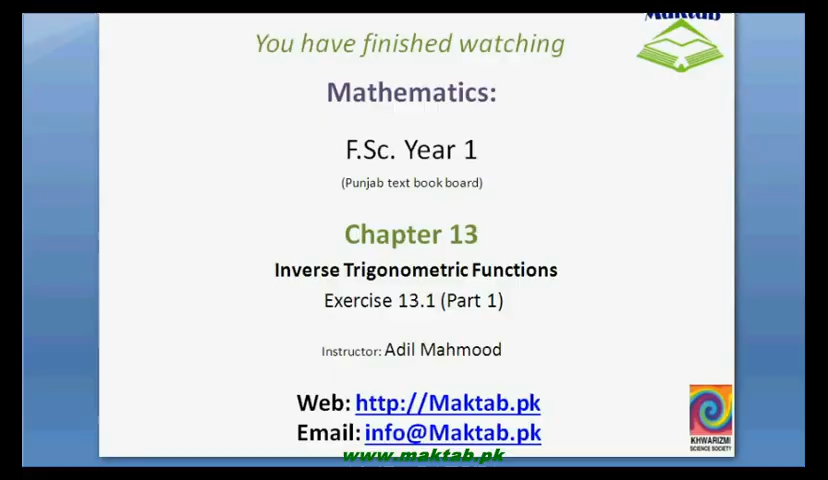 Maktab
You have finished watching
Mathematics:
F.Sc. Year 1
(Punjab text book board)
Chapter 13
Inverse Trigonometric Functions
Exercise 13.1 (Part 1)
Instructor: Adil Mahmood
Web: http://Maktab.pk
Email: info@Maktab.pk
KHWARIZMI
SCIENCE SOCIETY
www.maktab.pk